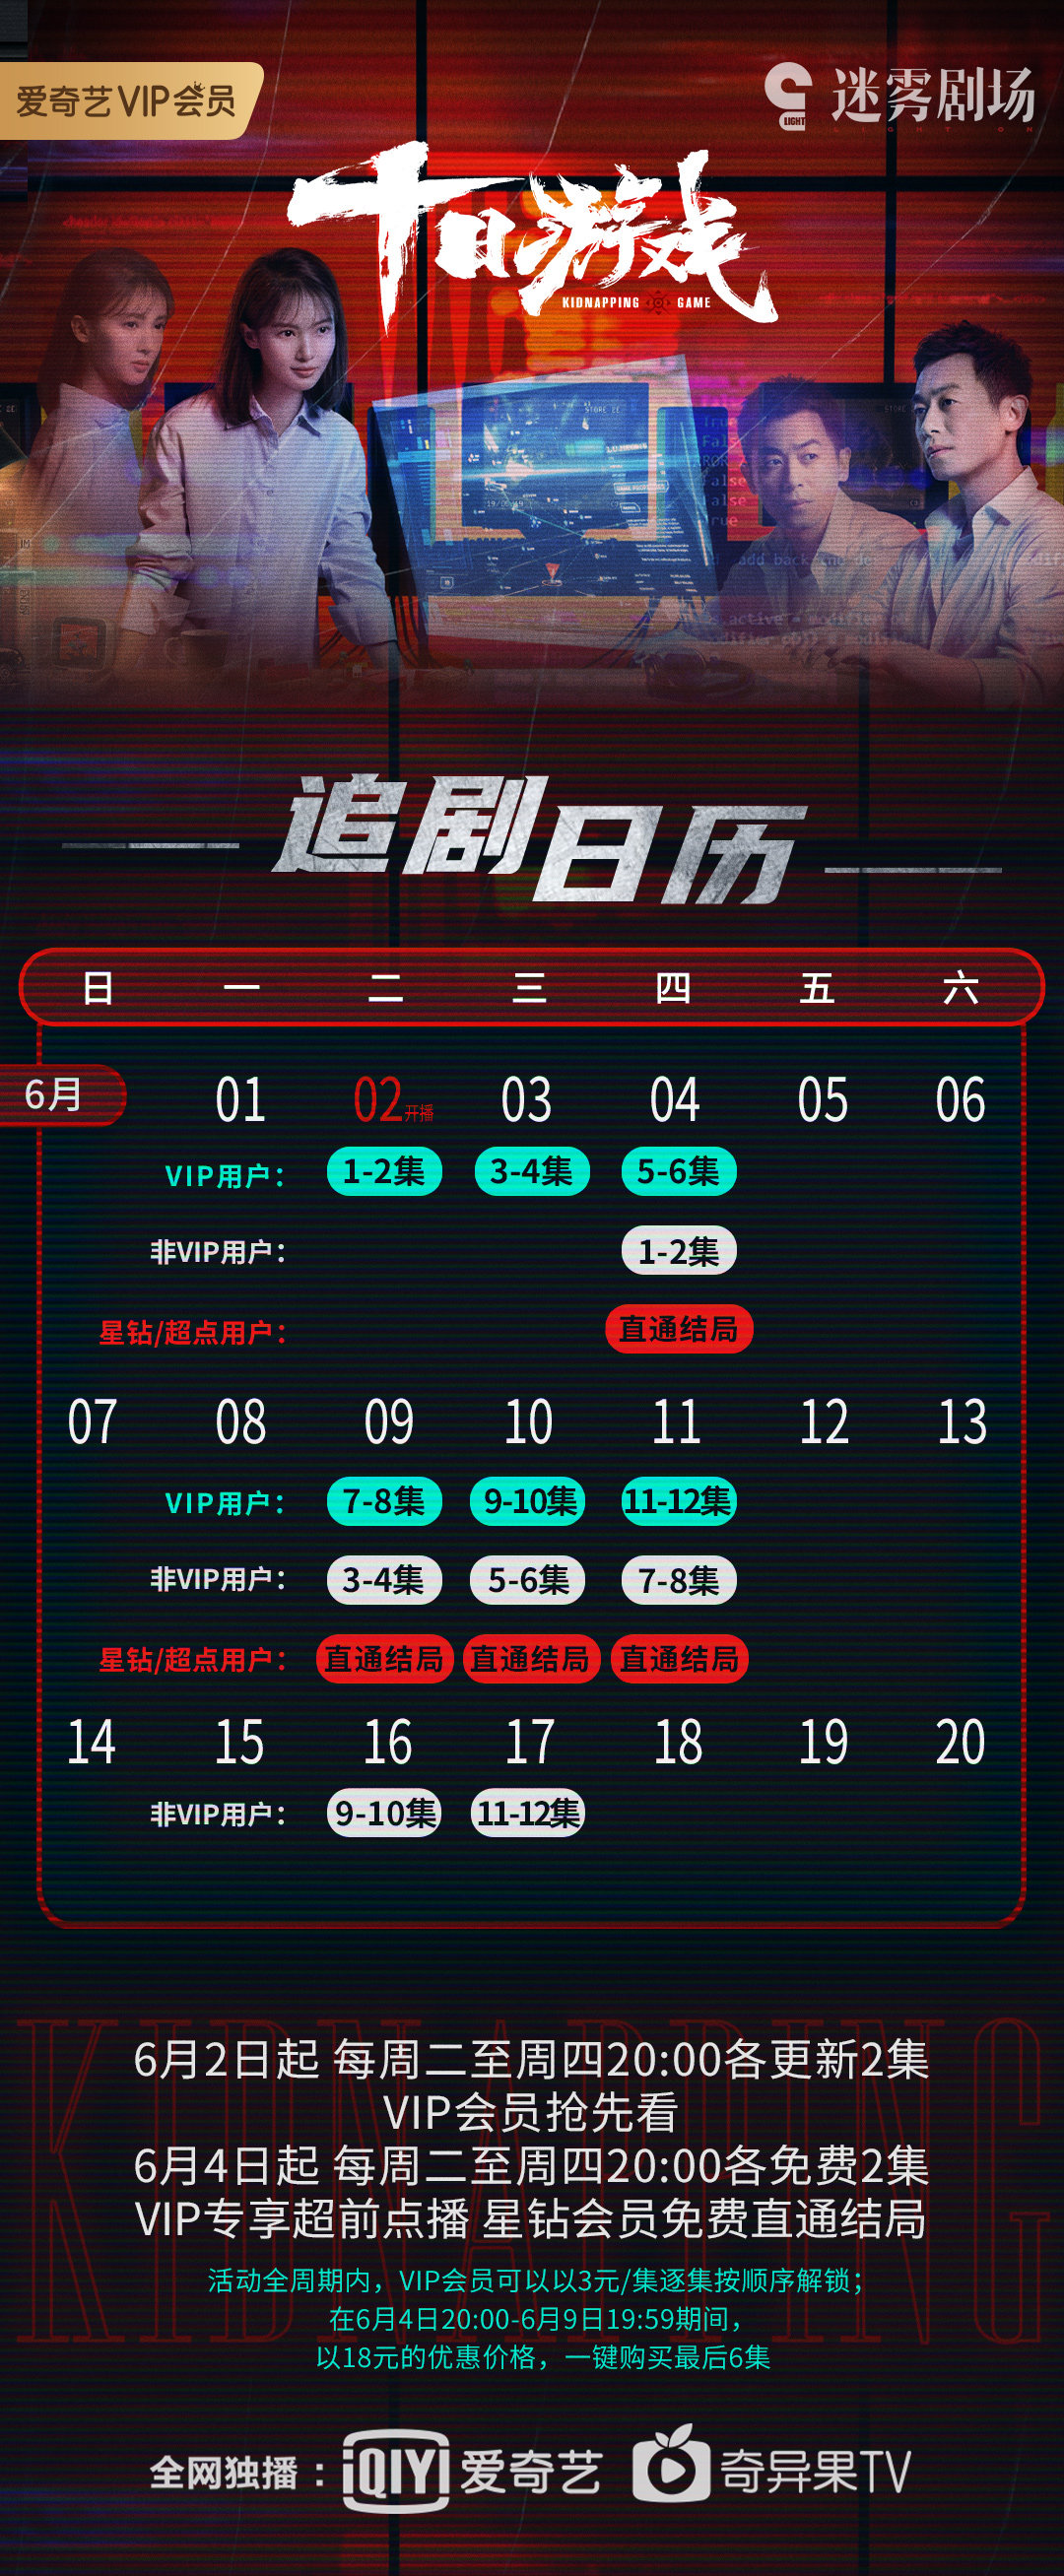 爱奇艺VIP会员
迷雾剧场
LIGHT
LIGHT ON
十日游戏
KIDNAPPING GAME
STORE EE
add back the de
追剧日历
日 一 二 三 四 五 六
6月 01 02开播 03 04 05 06
VIP用户： 1-2集 3-4集 5-6集
非VIP用户： 1-2集
星钻/超点用户： 直通结局
07 08 09 10 11 12 13
VIP用户： 7-8集 9-10集 11-12集
非VIP用户： 3-4集 5-6集 7-8集
星钻/超点用户： 直通结局 直通结局 直通结局
14 15 16 17 18 19 20
非VIP用户： 9-10集 11-12集
KIDNAPPING
6月2日起 每周二至周四20:00各更新2集
VIP会员抢先看
6月4日起 每周二至周四20:00各免费2集
VIP专享超前点播 星钻会员免费直通结局
活动全周期内，VIP会员可以以3元/集逐集按顺序解锁；
在6月4日20:00-6月9日19:59期间，
以18元的优惠价格，一键购买最后6集
全网独播： iQIYI 爱奇艺 奇异果TV